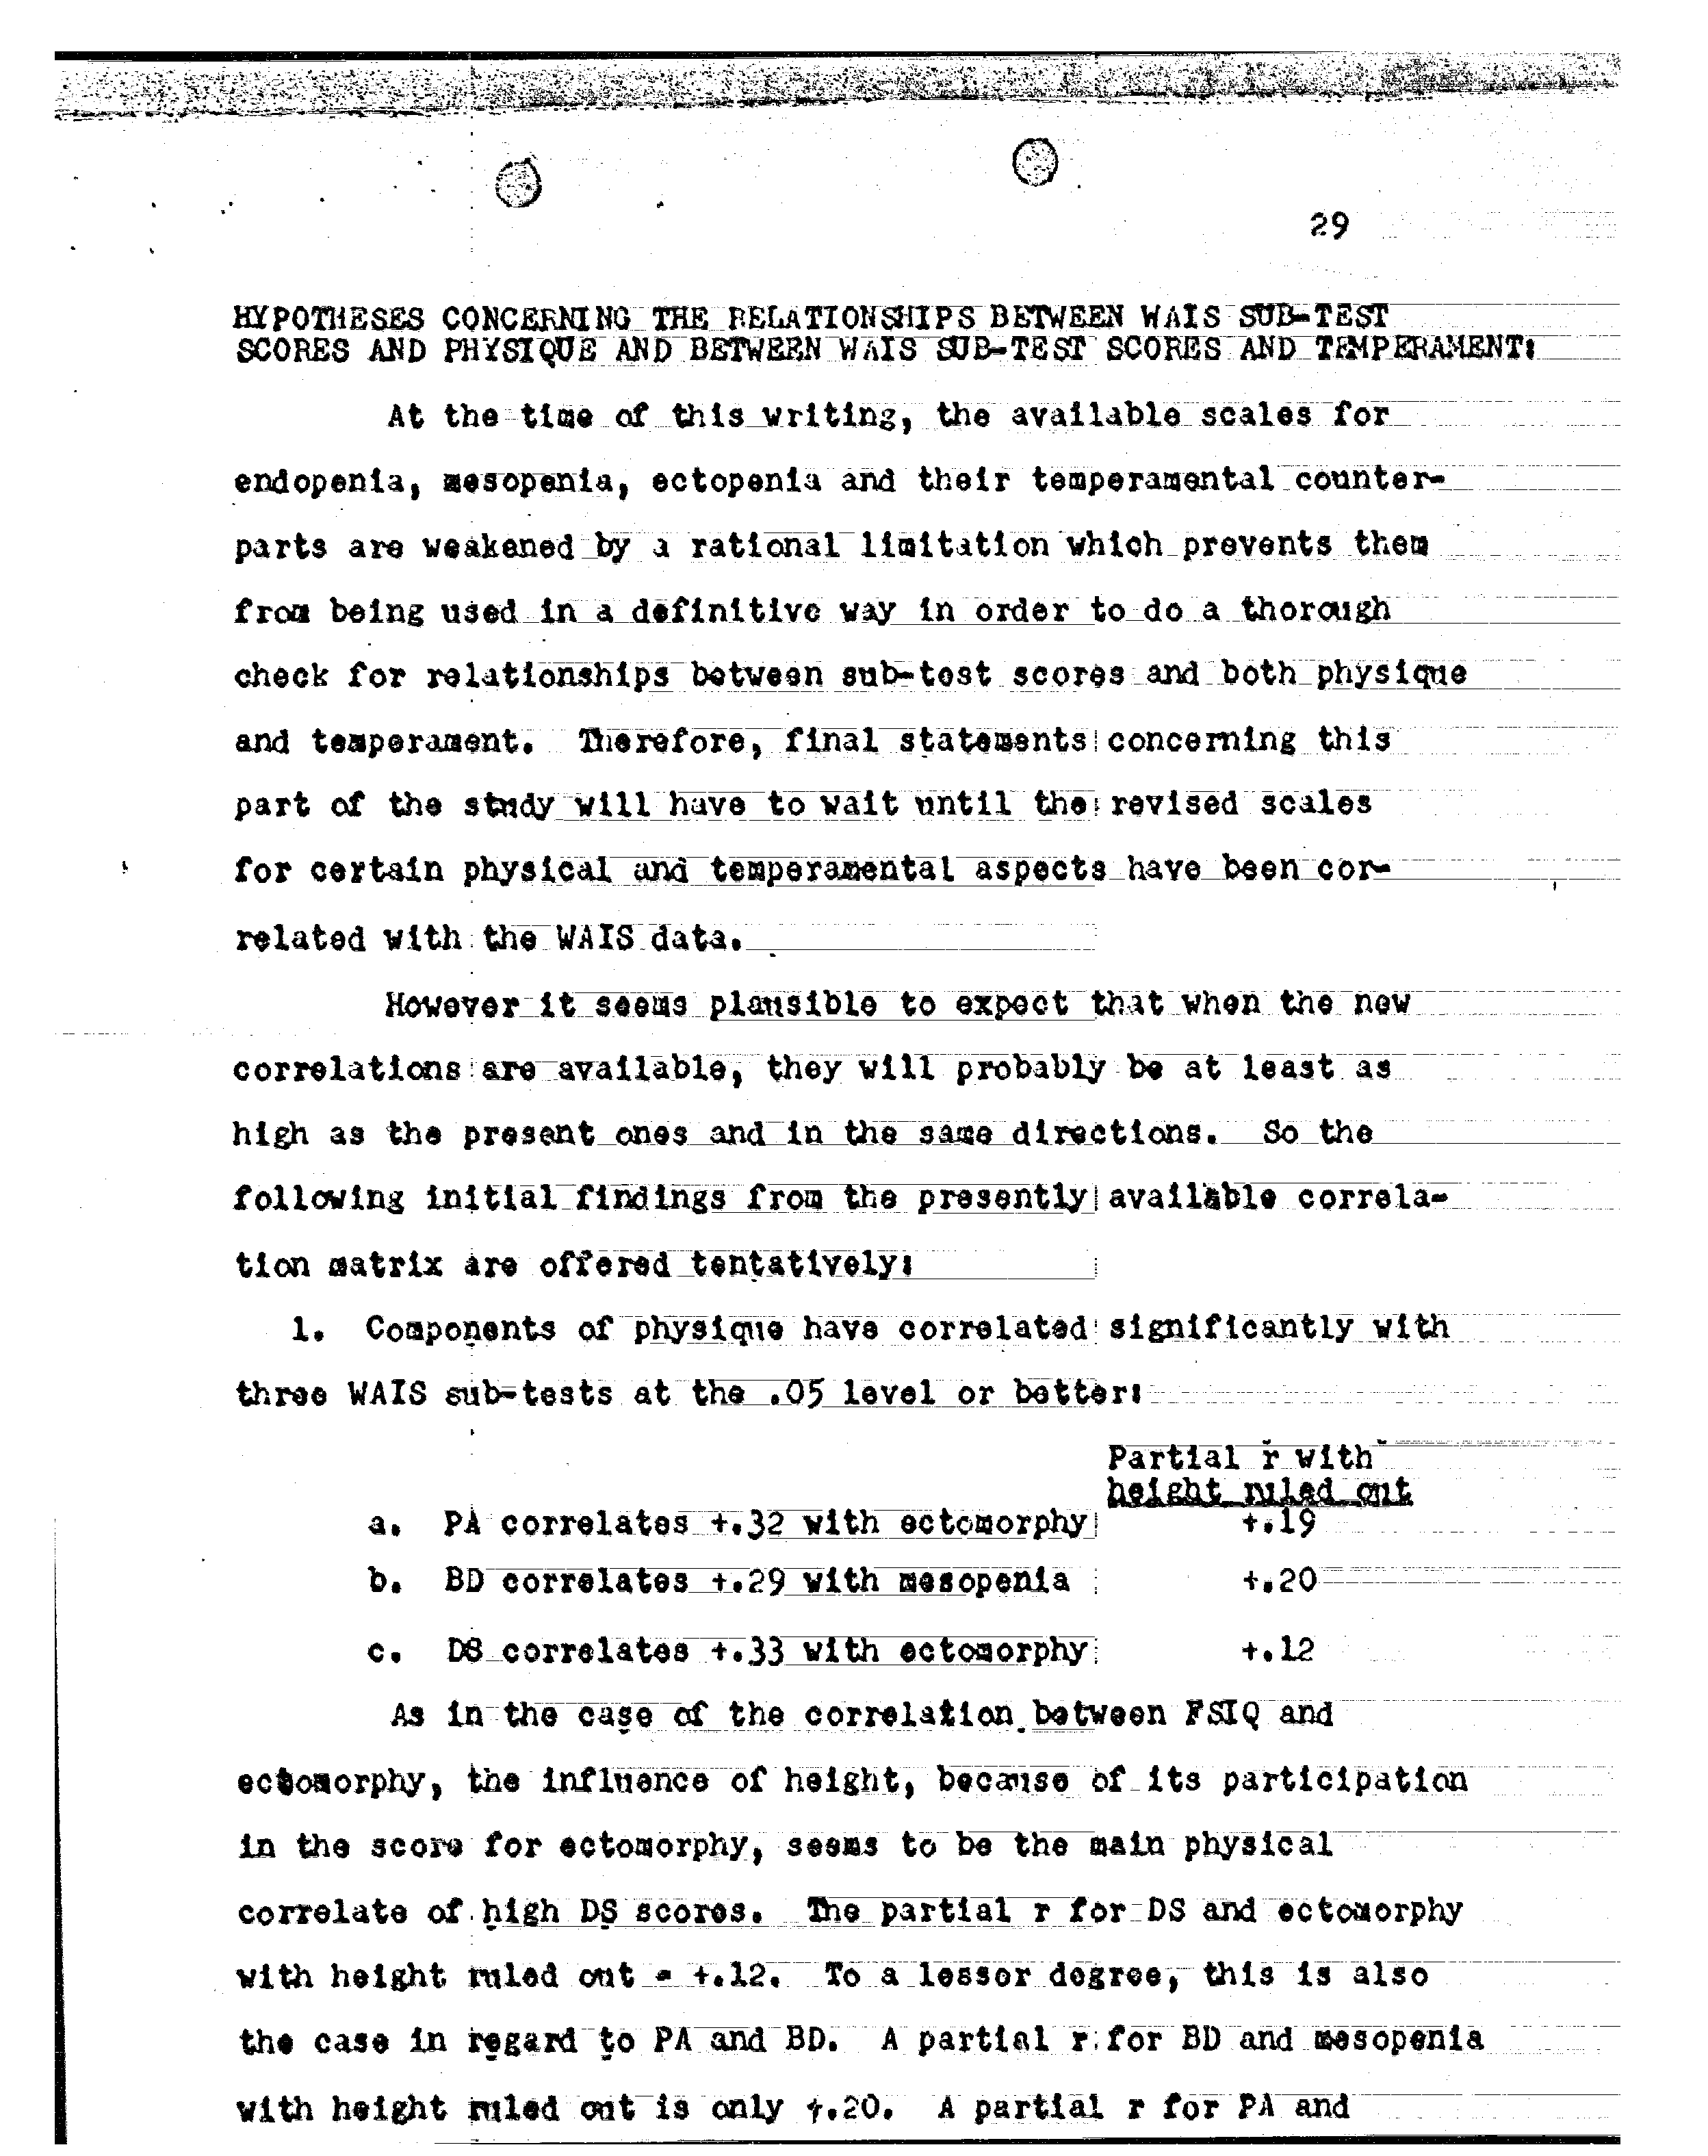 29
HYPOTHESES CONCERNING THE RELATIONSHIPS BETWEEN WAIS SUB-TEST
SCORES AND PHYSIQUE AND BETWEEN WAIS SUB-TEST SCORES AND TEMPERAMENT:
At the time of this writing, the available scales for
endopenia, mesopenia, ectopenia and their temperamental counter-
parts are weakened by a rational limitation which prevents them
from being used in a definitive way in order to do a thorough
check for relationships between sub-test scores and both physique
and temperament. Therefore, final statements concerning this
part of the study will have to wait until the revised scales
for certain physical and temperamental aspects have been cor-
related with the WAIS data.
However it seems plausible to expect that when the new
correlations are available, they will probably be at least as
high as the present ones and in the same directions. So the
following initial findings from the presently available correla-
tion matrix are offered tentatively:
1. Components of physique have correlated significantly with
three WAIS sub-tests at the .05 level or better:
Partial r with
height ruled out
a. PA correlates +.32 with ectomorphy +.19
b. BD correlates +.29 with mesopenia +.20
c. DS correlates +.33 with ectomorphy +.12
As in the case of the correlation between FSIQ and
ectomorphy, the influence of height, because of its participation
in the score for ectomorphy, seems to be the main physical
correlate of high DS scores. The partial r for DS and ectomorphy
with height ruled out = +.12. To a lesser degree, this is also
the case in regard to PA and BD. A partial r for BD and mesopenia
with height ruled out is only +.20. A partial r for PA and